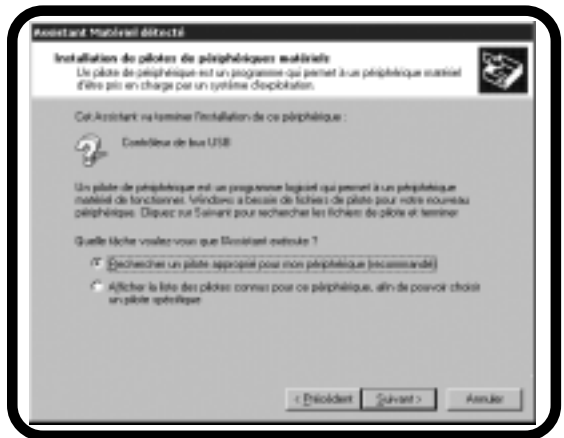 Assistant Matériel détecté
Installation de pilotes de périphériques matériels
Un pilote de périphérique est un programme qui permet à un périphérique matériel
d'être pris en charge par un système d'exploitation.
Cet Assistant va terminer l'installation de ce périphérique :
Contrôleur de bus USB
Un pilote de périphérique est un programme logiciel qui permet à un périphérique
matériel de fonctionner. Windows a besoin de fichiers de pilote pour votre nouveau
périphérique. Cliquez sur Suivant pour rechercher les fichiers de pilote et terminer
Quelle tâche voulez-vous que l'Assistant exécute ?
Rechercher un pilote approprié pour mon périphérique (recommandé)
Afficher la liste des pilotes connus pour ce périphérique, afin de pouvoir choisir
un pilote spécifique
< Précédent
Suivant >
Annuler